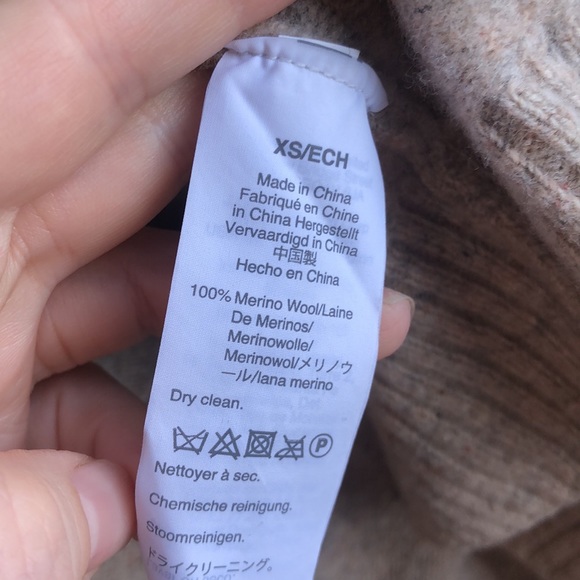 XS/ECH
Made in China
Fabriqué en Chine
in China Hergestellt
Vervaardigd in China
中国製
Hecho en China
100% Merino Wool/Laine
De Merinos/
Merinowolle/
Merinowol/メリノウ
ール/lana merino
Dry clean.
P
Nettoyer à sec.
Chemische reinigung.
Stoomreinigen.
ドライクリーニング。